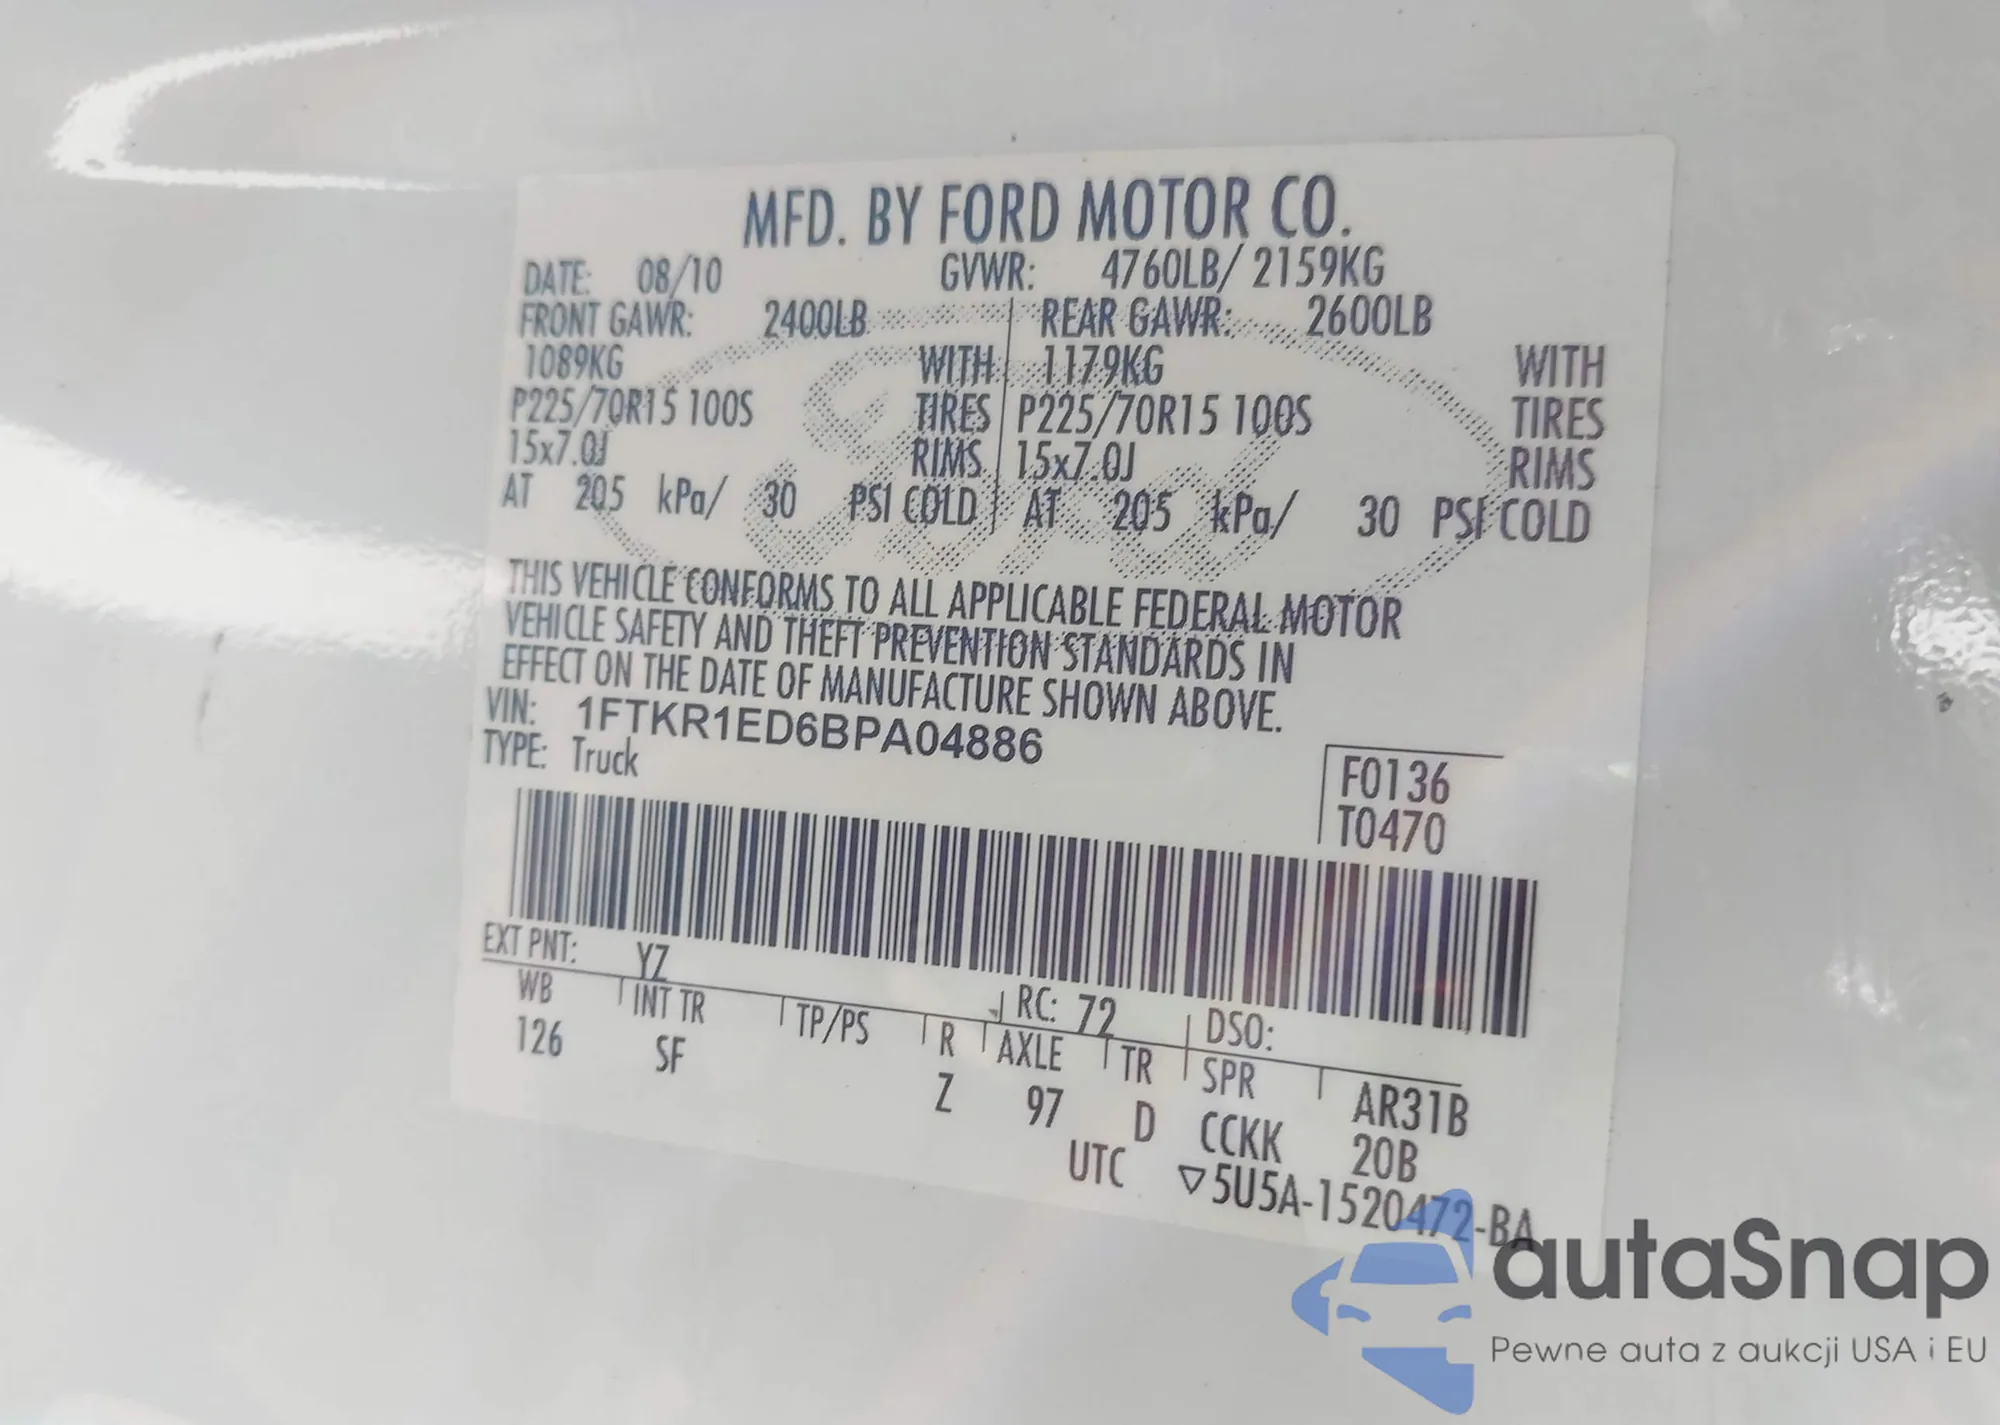 MFD. BY FORD MOTOR CO.
DATE: 08/10 GVWR: 4760LB/ 2159KG
FRONT GAWR: 2400LB REAR GAWR: 2600LB
1089KG WITH 1179KG WITH
P225/70R15 100S TIRES P225/70R15 100S TIRES
15x7.0J RIMS 15x7.0J RIMS
AT 205 kPa/ 30 PSI COLD AT 205 kPa/ 30 PSI COLD
Ford
THIS VEHICLE CONFORMS TO ALL APPLICABLE FEDERAL MOTOR
VEHICLE SAFETY AND THEFT PREVENTION STANDARDS IN
EFFECT ON THE DATE OF MANUFACTURE SHOWN ABOVE.
VIN: 1FTKR1ED6BPA04886
TYPE: Truck
F0136
T0470
EXT PNT: YZ RC: 72 DSO:
WB INT TR TP/PS R AXLE TR SPR AR31B
126 SF Z 97 D CCKK 20B
UTC ▽5U5A-1520472-BA
autaSnap
Pewne auta z aukcji USA i EU